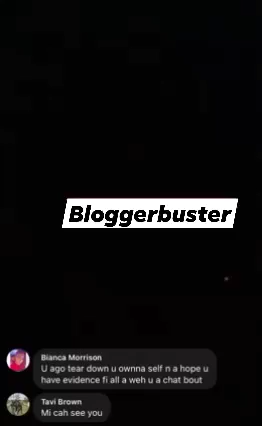 Bloggerbuster
Bianca Morrison
U ago tear down u ownna self n a hope u
have evidence fi all a weh u a chat bout
Tavi Brown
Mi cah see you